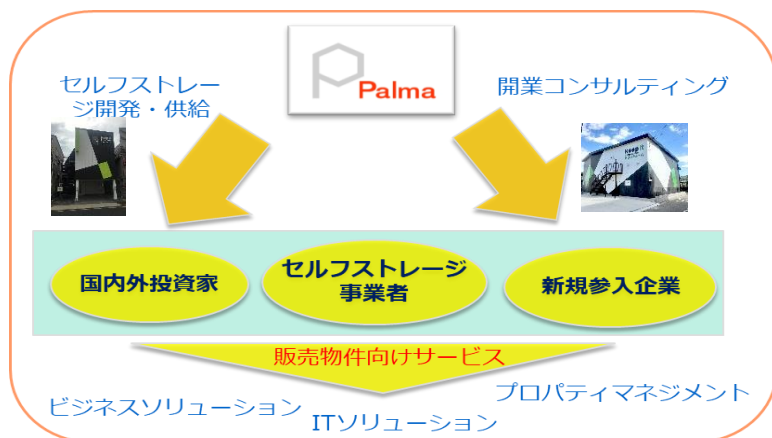 Palma
セルフストレー
ジ開発・供給
開業コンサルティング
国内外投資家
セルフストレージ
事業者
新規参入企業
販売物件向けサービス
ビジネスソリューション
ITソリューション
プロパティマネジメント